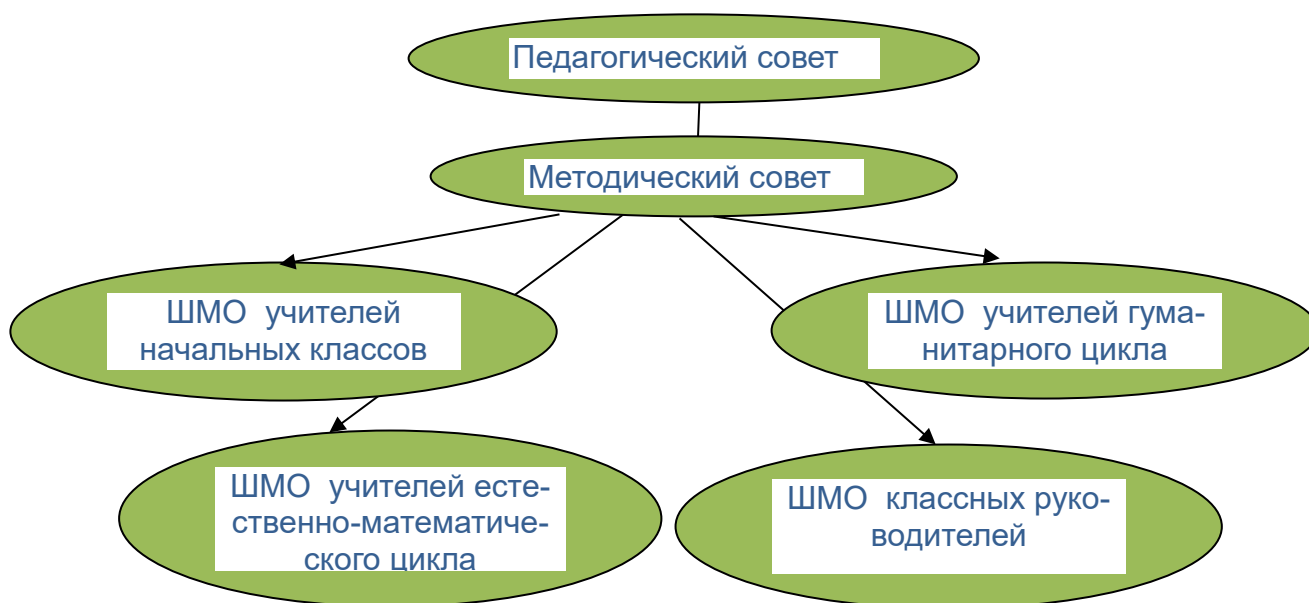 Педагогический совет
Методический совет
ШМО учителей
начальных классов
ШМО учителей гума-
нитарного цикла
ШМО учителей есте-
ственно-математиче-
ского цикла
ШМО классных руко-
водителей